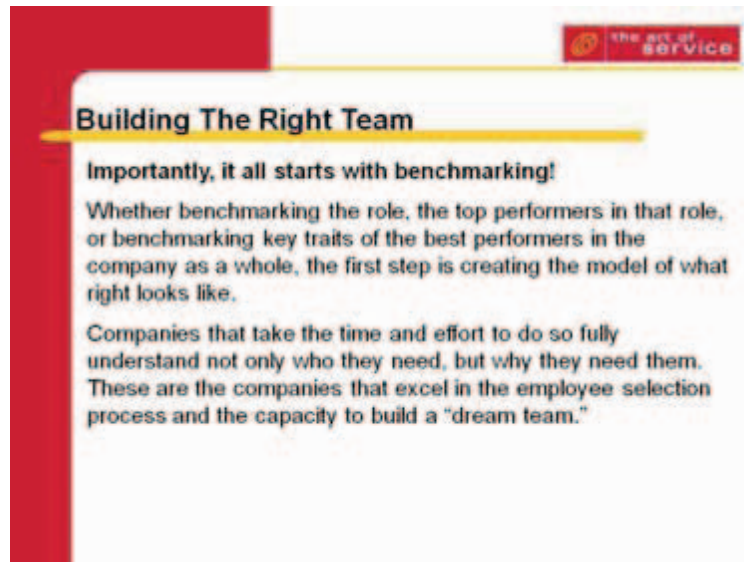 the art of
service
Building The Right Team
Importantly, it all starts with benchmarking!
Whether benchmarking the role, the top performers in that role,
or benchmarking key traits of the best performers in the
company as a whole, the first step is creating the model of what
right looks like.
Companies that take the time and effort to do so fully
understand not only who they need, but why they need them.
These are the companies that excel in the employee selection
process and the capacity to build a “dream team.”